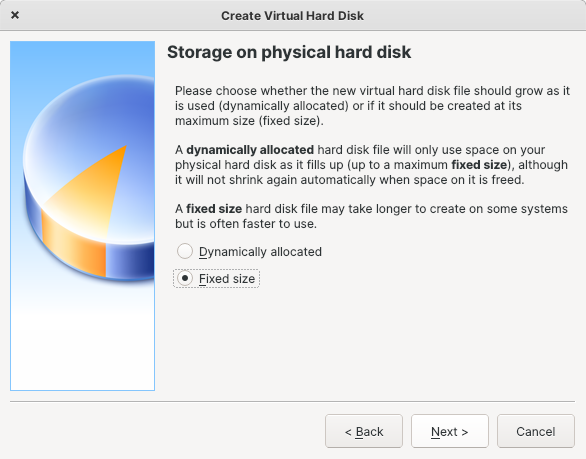 Create Virtual Hard Disk
Storage on physical hard disk
Please choose whether the new virtual hard disk file should grow as it
is used (dynamically allocated) or if it should be created at its
maximum size (fixed size).
A dynamically allocated hard disk file will only use space on your
physical hard disk as it fills up (up to a maximum fixed size), although
it will not shrink again automatically when space on it is freed.
A fixed size hard disk file may take longer to create on some systems
but is often faster to use.
Dynamically allocated
Fixed size
< Back
Next >
Cancel